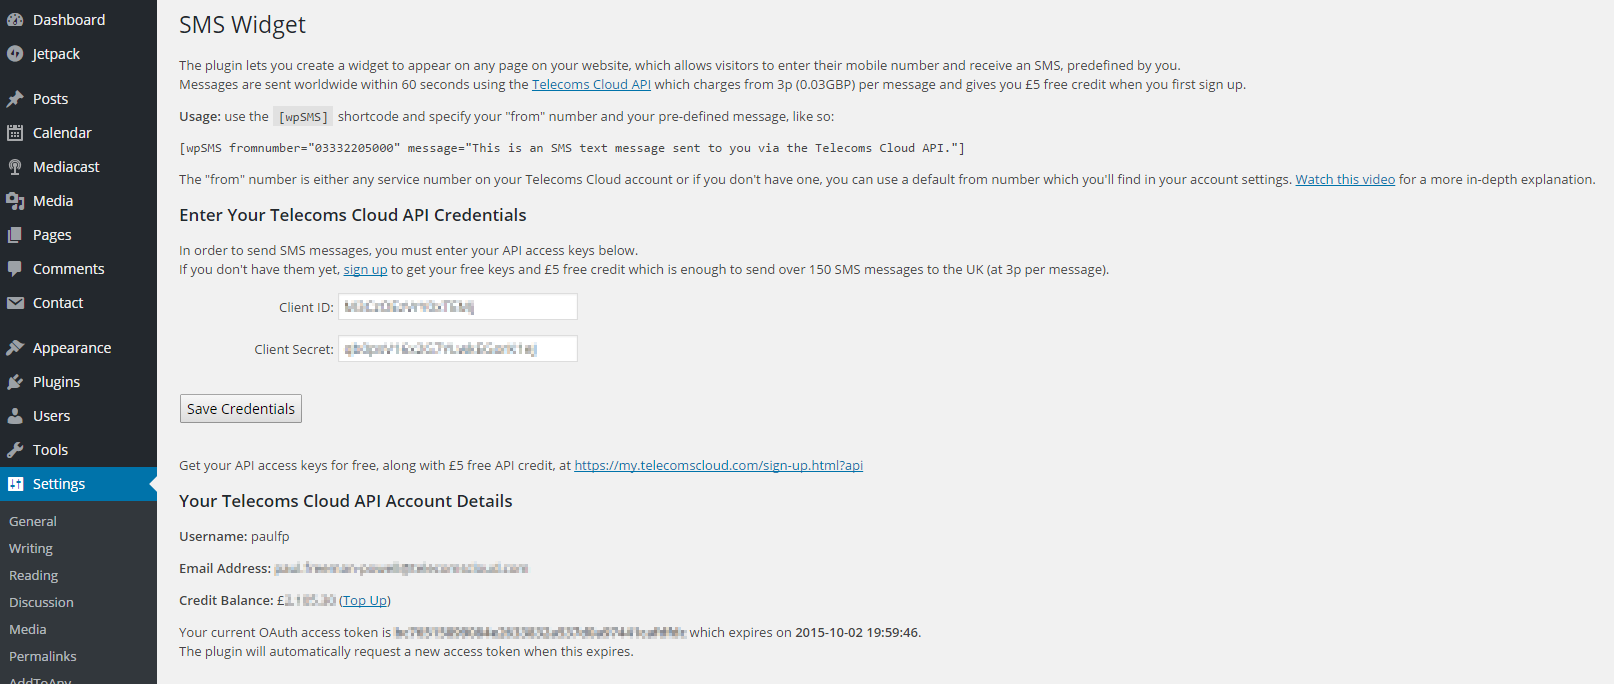 Dashboard
Jetpack
Posts
Calendar
Mediacast
Media
Pages
Comments
Contact
Appearance
Plugins
Users
Tools
Settings
General
Writing
Reading
Discussion
Media
Permalinks
AddToAny
SMS Widget
The plugin lets you create a widget to appear on any page on your website, which allows visitors to enter their mobile number and receive an SMS, predefined by you.
Messages are sent worldwide within 60 seconds using the Telecoms Cloud API which charges from 3p (0.03GBP) per message and gives you £5 free credit when you first sign up.
Usage: use the [wpSMS] shortcode and specify your "from" number and your pre-defined message, like so:
[wpSMS fromnumber="03332205000" message="This is an SMS text message sent to you via the Telecoms Cloud API."]
The "from" number is either any service number on your Telecoms Cloud account or if you don't have one, you can use a default from number which you'll find in your account settings. Watch this video for a more in-depth explanation.
Enter Your Telecoms Cloud API Credentials
In order to send SMS messages, you must enter your API access keys below.
If you don't have them yet, sign up to get your free keys and £5 free credit which is enough to send over 150 SMS messages to the UK (at 3p per message).
Client ID:
Client Secret:
Save Credentials
Get your API access keys for free, along with £5 free API credit, at https://my.telecomscloud.com/sign-up.html?api
Your Telecoms Cloud API Account Details
Username: paulfp
Email Address:
Credit Balance: £ (Top Up)
Your current OAuth access token is which expires on 2015-10-02 19:59:46.
The plugin will automatically request a new access token when this expires.